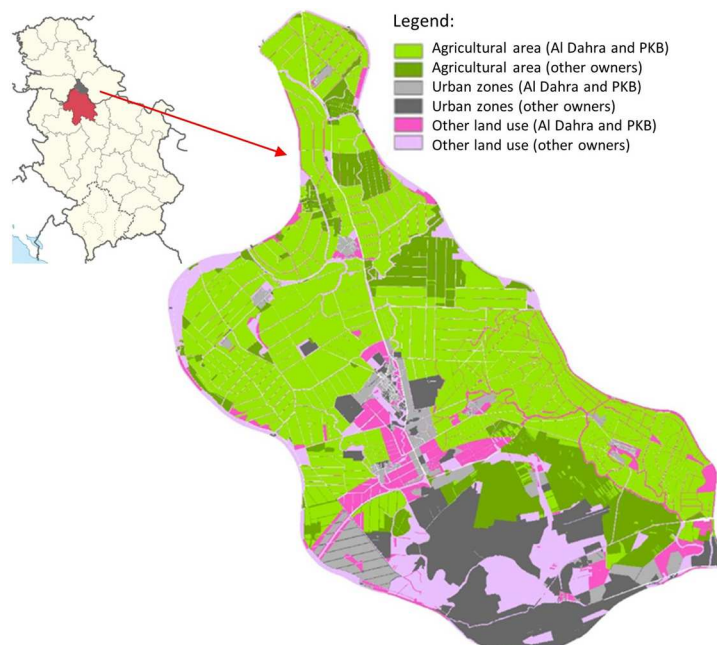 Legend:
Agricultural area (Al Dahra and PKB)
Agricultural area (other owners)
Urban zones (Al Dahra and PKB)
Urban zones (other owners)
Other land use (Al Dahra and PKB)
Other land use (other owners)